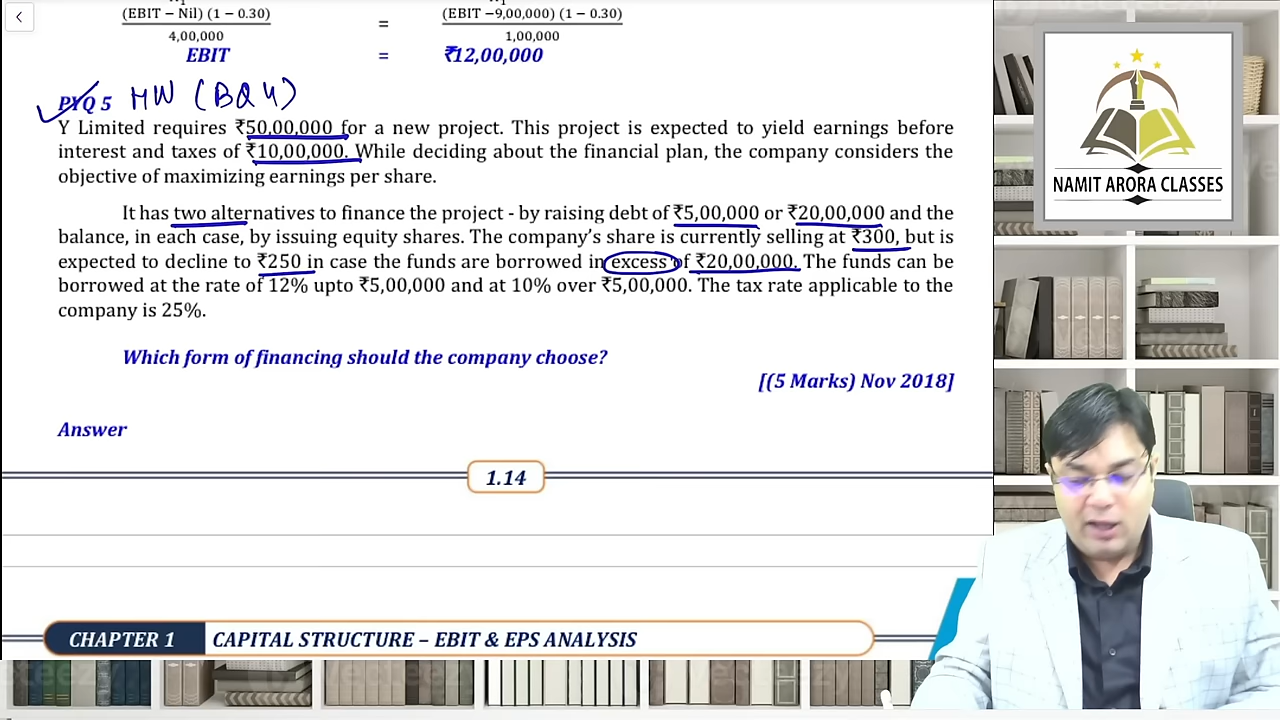 (EBIT − Nil) (1 − 0.30) = (EBIT −9,00,000) (1 − 0.30)
4,00,000 1,00,000
EBIT = ₹12,00,000
PYQ 5 HW (BQ 4)
Y Limited requires ₹50,00,000 for a new project. This project is expected to yield earnings before
interest and taxes of ₹10,00,000. While deciding about the financial plan, the company considers the
objective of maximizing earnings per share.
It has two alternatives to finance the project - by raising debt of ₹5,00,000 or ₹20,00,000 and the
balance, in each case, by issuing equity shares. The company's share is currently selling at ₹300, but is
expected to decline to ₹250 in case the funds are borrowed in excess of ₹20,00,000. The funds can be
borrowed at the rate of 12% upto ₹5,00,000 and at 10% over ₹5,00,000. The tax rate applicable to the
company is 25%.
Which form of financing should the company choose?
[(5 Marks) Nov 2018]
Answer
1.14
CHAPTER 1 CAPITAL STRUCTURE – EBIT & EPS ANALYSIS
NAMIT ARORA CLASSES